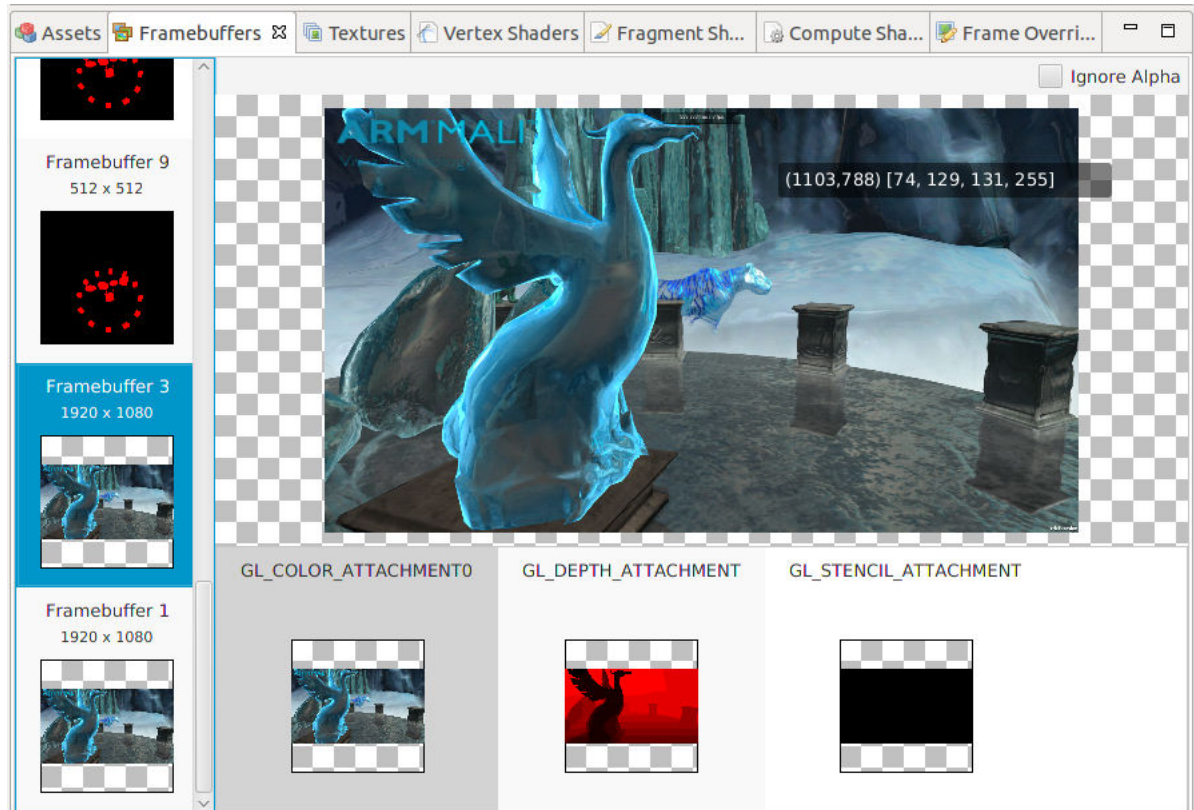 Assets
Framebuffers
Textures
Vertex Shaders
Fragment Sh...
Compute Sha...
Frame Overri...
Ignore Alpha
Framebuffer 9
512 x 512
Framebuffer 3
1920 x 1080
Framebuffer 1
1920 x 1080
ARM MALI
(1103,788) [74, 129, 131, 255]
GL_COLOR_ATTACHMENT0
GL_DEPTH_ATTACHMENT
GL_STENCIL_ATTACHMENT